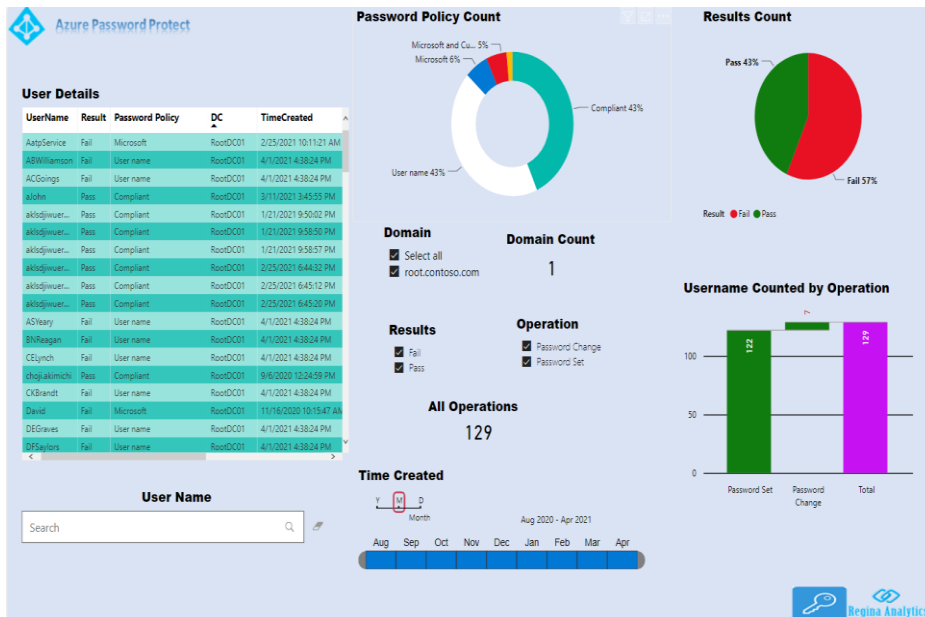 Azure Password Protect
User Details
UserName Result Password Policy DC TimeCreated
AatpService Fail Microsoft RootDC01 2/25/2021 10:11:21 AM
ABWilliamson Fail User name RootDC01 4/1/2021 4:38:24 PM
ACGoings Fail User name RootDC01 4/1/2021 4:38:24 PM
aJohn Pass Compliant RootDC01 3/11/2021 3:45:55 PM
aklsdjiwuer... Pass Compliant RootDC01 1/21/2021 9:50:02 PM
aklsdjiwuer... Pass Compliant RootDC01 1/21/2021 9:58:50 PM
aklsdjiwuer... Pass Compliant RootDC01 1/21/2021 9:58:57 PM
aklsdjiwuer... Pass Compliant RootDC01 2/25/2021 6:44:32 PM
aklsdjiwuer... Pass Compliant RootDC01 2/25/2021 6:45:12 PM
aklsdjiwuer... Pass Compliant RootDC01 2/25/2021 6:45:20 PM
ASYeary Fail User name RootDC01 4/1/2021 4:38:24 PM
BNReagan Fail User name RootDC01 4/1/2021 4:38:24 PM
CELynch Fail User name RootDC01 4/1/2021 4:38:24 PM
choji.akimichi Pass Compliant RootDC01 9/6/2020 12:24:59 PM
CKBrandt Fail User name RootDC01 4/1/2021 4:38:24 PM
David Fail Microsoft RootDC01 11/16/2020 10:15:47 AM
DEGraves Fail User name RootDC01 4/1/2021 4:38:24 PM
DFSaylors Fail User name RootDC01 4/1/2021 4:38:24 PM
User Name
Search
Password Policy Count
Microsoft and Cu... 5%
Microsoft 6%
Compliant 43%
User name 43%
Domain
Select all
root.contoso.com
Domain Count
1
Results
Fail
Pass
Operation
Password Change
Password Set
All Operations
129
Time Created
Y M D
Month
Aug 2020 - Apr 2021
Aug Sep Oct Nov Dec Jan Feb Mar Apr
Results Count
Pass 43%
Fail 57%
Result Fail Pass
Username Counted by Operation
7
122
129
100
50
0
Password Set
Password Change
Total
Regina Analytics